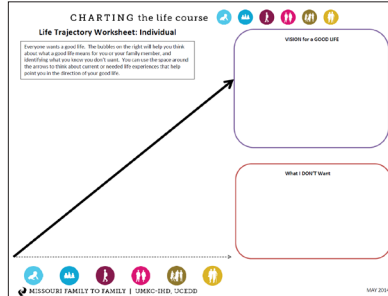 CHARTING the life course
Life Trajectory Worksheet: Individual
Everyone wants a good life. The bubbles on the right will help you think
about what a good life means for you or your family member, and
identifying what you know you don't want. You can use the space around
the arrows to think about current or needed life experiences that help
point you in the direction of your good life.
VISION for a GOOD LIFE
What I DON'T Want
MISSOURI FAMILY TO FAMILY | UMKC-IHD, UCEDD
MAY 2014